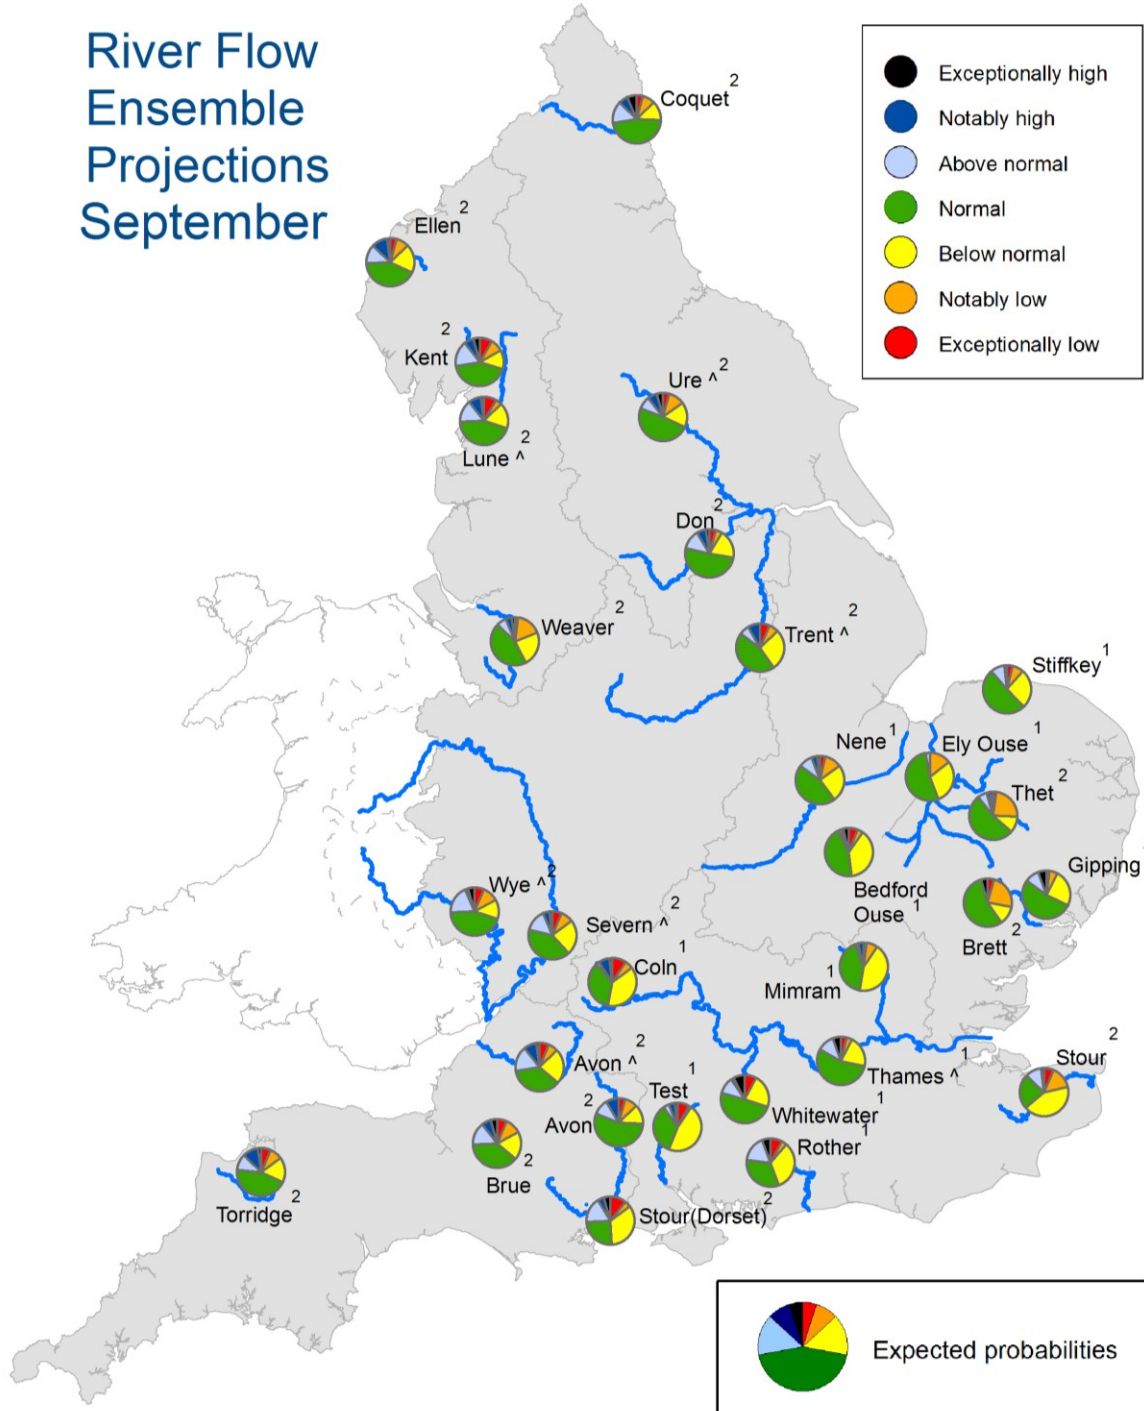 River Flow
Ensemble
Projections
September
Exceptionally high
Notably high
Above normal
Normal
Below normal
Notably low
Exceptionally low
Coquet 2
Ellen 2
2
Kent
Ure ^ 2
Lune ^ 2
Don 2
Weaver 2
Trent ^ 2
Stiffkey 1
Nene 1
Ely Ouse 1
Thet 2
Gipping
Bedford
Ouse 1
Brett 2
Wye ^ 2
Severn ^ 2
Coln 1
Mimram 1
Avon ^ 2
Test 1
Thames ^ 1
Stour 2
Avon 2
Whitewater 1
Rother 1
Brue 2
Torridge 2
Stour(Dorset) 2
Expected probabilities